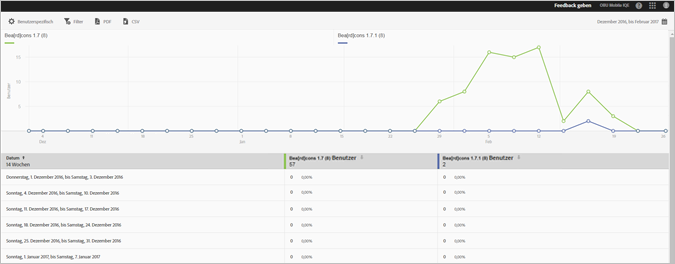 Feedback geben OBU Mobile IQE
Benutzerspezifisch Filter PDF CSV Dezember 2016, bis Februar 2017
Bea[rd]cons 1.7 (8) Bea[rd]cons 1.7.1 (8)
15
10
5
Benutzer
Dez Jan Feb
Datum
14 Wochen
Bea[rd]cons 1.7 (8) Benutzer
57
Bea[rd]cons 1.7.1 (8) Benutzer
2
Donnerstag, 1. Dezember 2016, bis Samstag, 3. Dezember 2016 0 0,00% 0 0,00%
Sonntag, 4. Dezember 2016, bis Samstag, 10. Dezember 2016 0 0,00% 0 0,00%
Sonntag, 11. Dezember 2016, bis Samstag, 17. Dezember 2016 0 0,00% 0 0,00%
Sonntag, 18. Dezember 2016, bis Samstag, 24. Dezember 2016 0 0,00% 0 0,00%
Sonntag, 25. Dezember 2016, bis Samstag, 31. Dezember 2016 0 0,00% 0 0,00%
Sonntag, 1. Januar 2017, bis Samstag, 7. Januar 2017 0 0,00% 0 0,00%